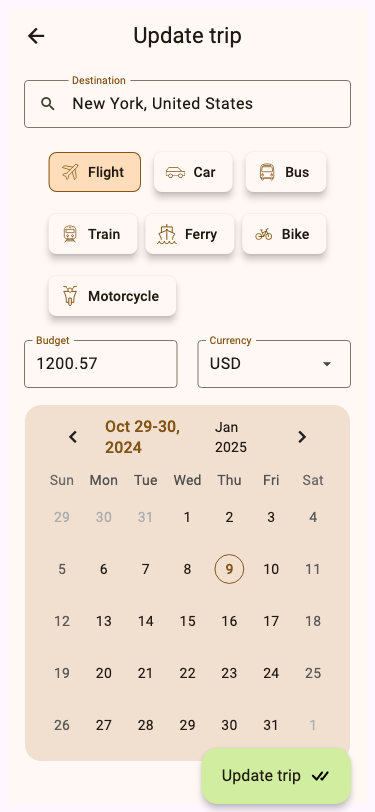 Update trip
Destination
New York, United States
Flight
Car
Bus
Train
Ferry
Bike
Motorcycle
Budget
Currency
1200.57
USD
Oct 29-30,
2024
Jan
2025
Sun Mon Tue Wed Thu Fri Sat
29 30 31 1 2 3 4
5 6 7 8 9 10 11
12 13 14 15 16 17 18
19 20 21 22 23 24 25
26 27 28 29 30 31 1
Update trip